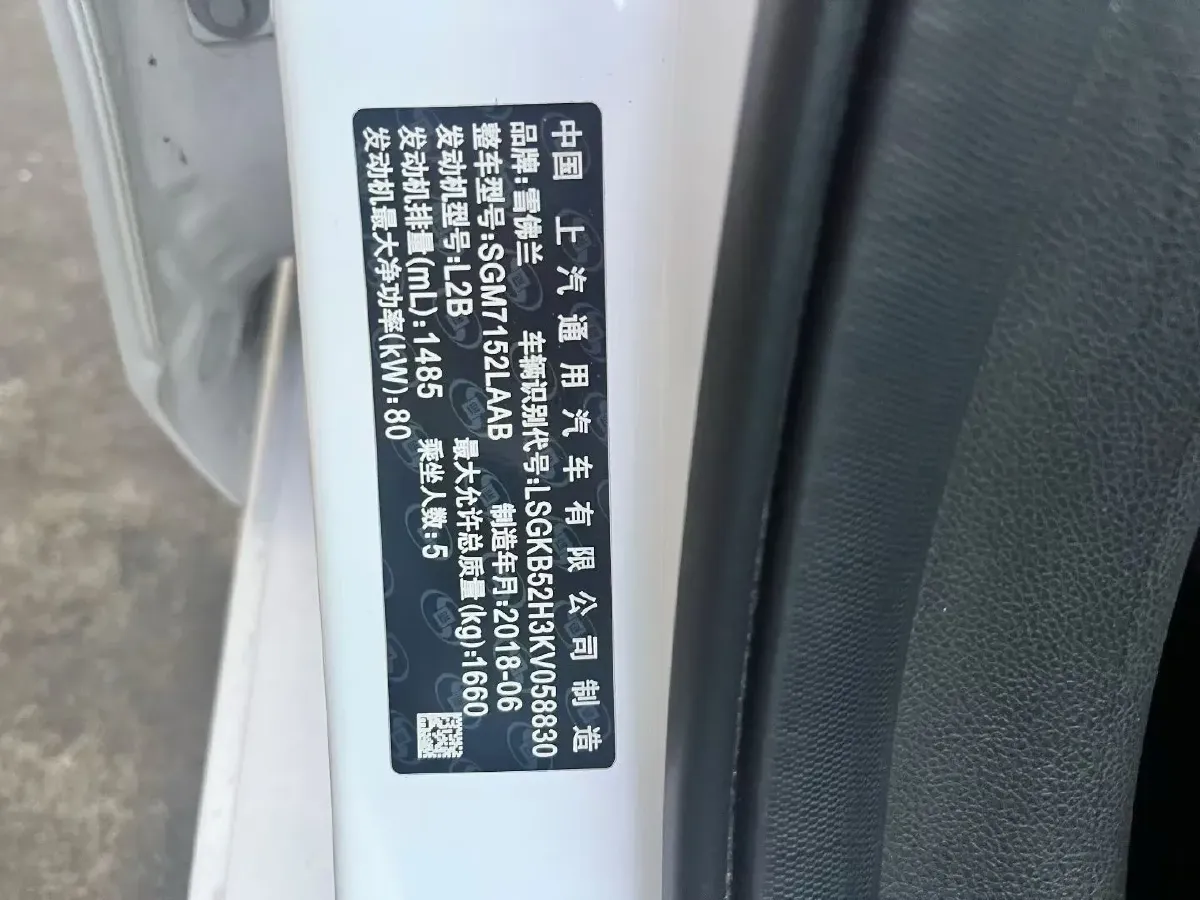 中国 上汽通用汽车有限公司制造
品牌:雪佛兰 车辆识别代号:LSGKB52H3KV058830
整车型号:SGM7152LAAB 制造年月:2018-06
发动机型号:L2B 最大允许总质量(kg):1660
发动机排量(mL):1485 乘坐人数:5
发动机最大净功率(kW):80